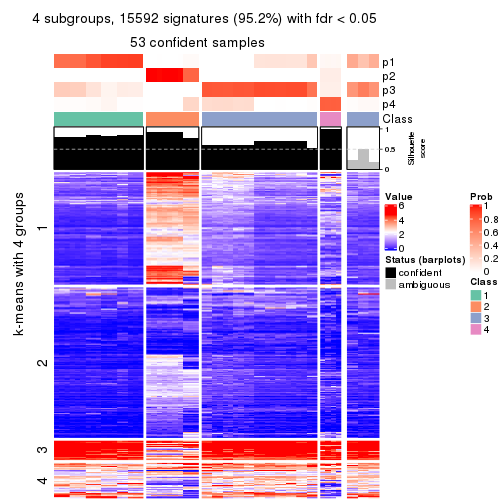 4 subgroups, 15592 signatures (95.2%) with fdr < 0.05
53 confident samples
p1
p2
p3
p4
Class
1
0.5
0
Silhouette
score
k-means with 4 groups
1
2
3
4
Value
6
4
2
0
Status (barplots)
confident
ambiguous
Prob
1
0.8
0.6
0.4
0.2
0
Class
1
2
3
4